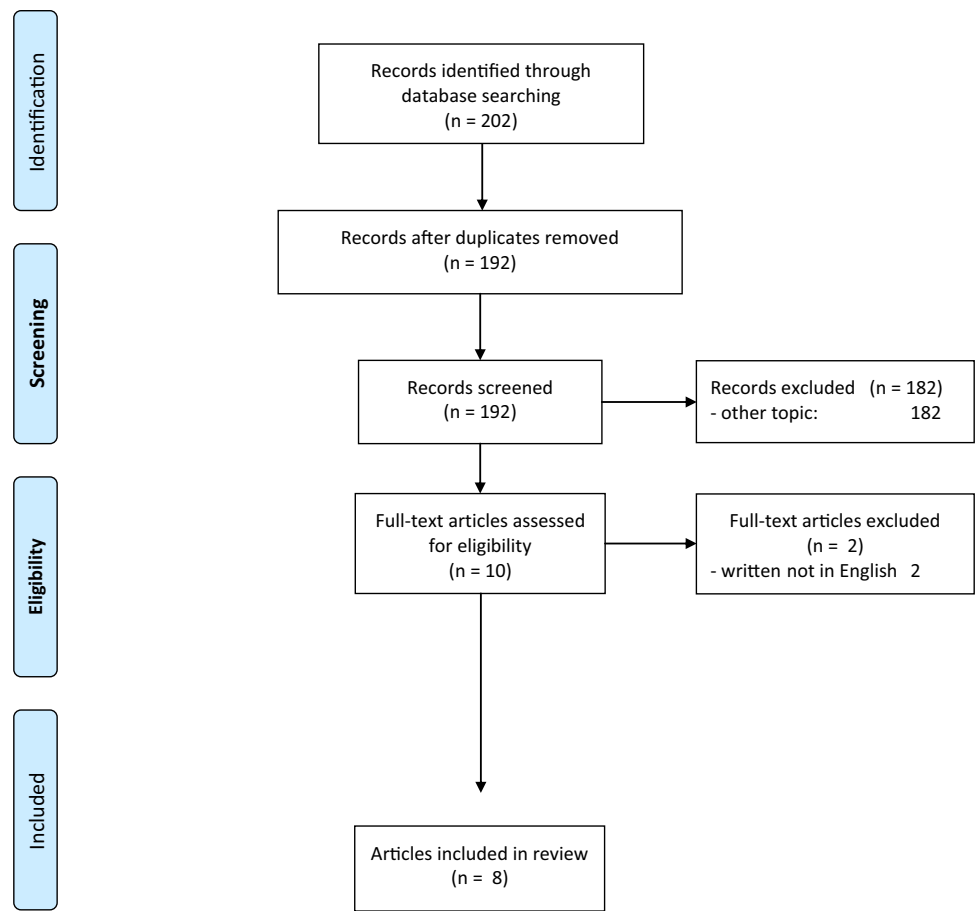 Identification
Records identified through
database searching
(n = 202)
Records after duplicates removed
(n = 192)
Screening
Records screened
(n = 192)
Records excluded (n = 182)
- other topic: 182
Eligibility
Full-text articles assessed
for eligibility
(n = 10)
Full-text articles excluded
(n = 2)
- written not in English 2
Included
Articles included in review
(n = 8)